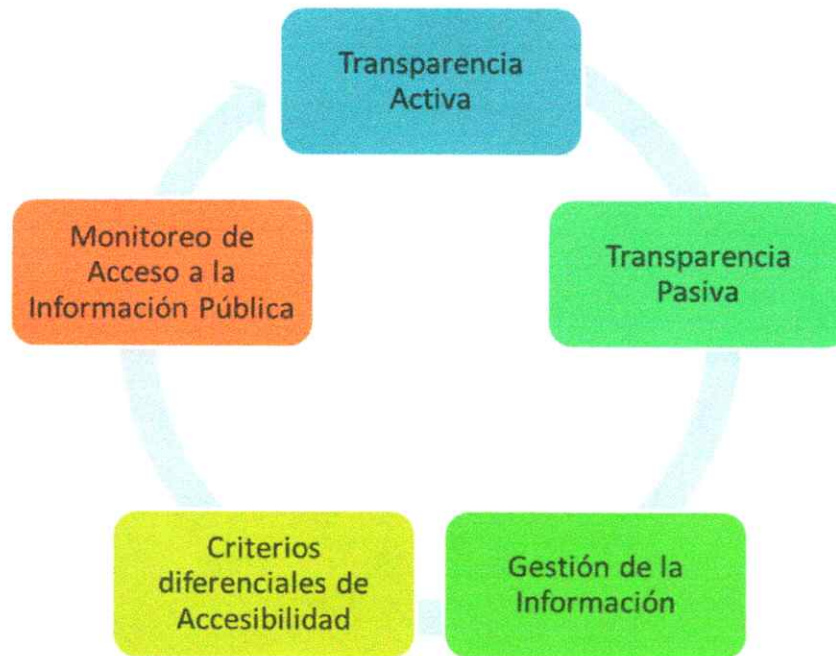 Transparencia
Activa
Transparencia
Pasiva
Gestión de la
Información
Criterios
diferenciales de
Accesibilidad
Monitoreo de
Acceso a la
Información Pública